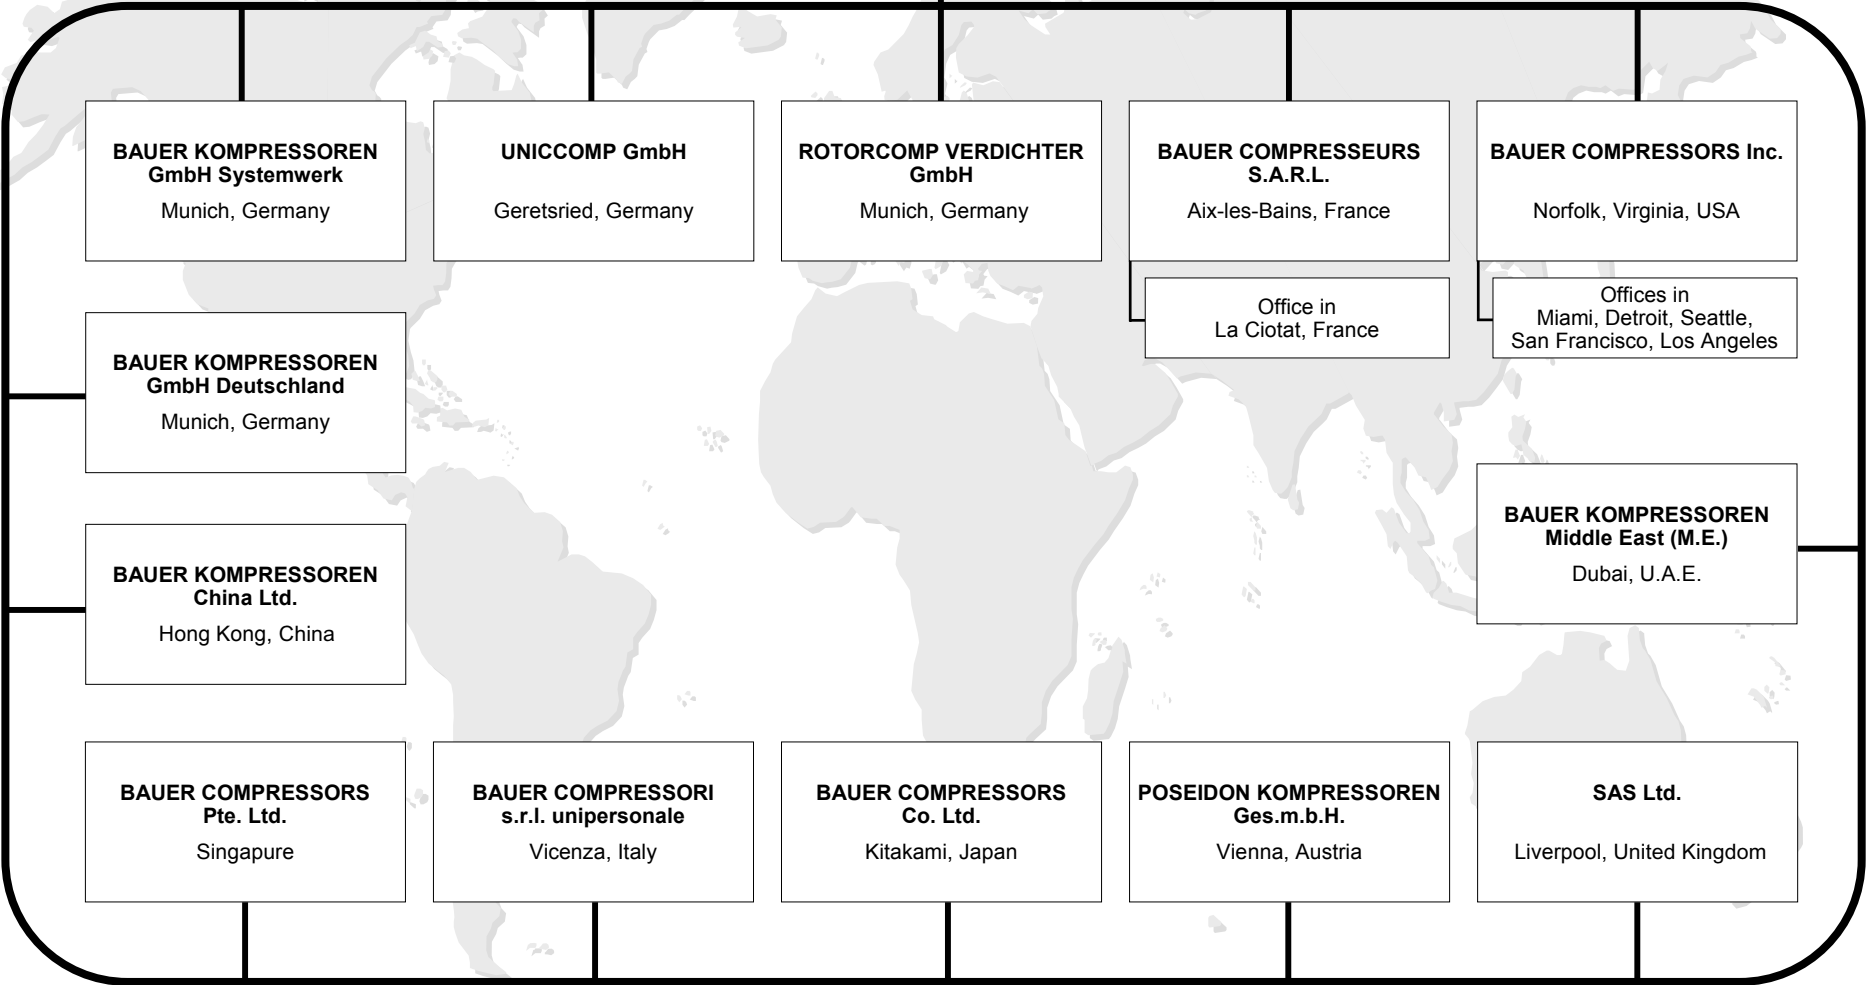 BAUER KOMPRESSOREN
GmbH Systemwerk
Munich, Germany
UNICCOMP GmbH
Geretsried, Germany
ROTORCOMP VERDICHTER
GmbH
Munich, Germany
BAUER COMPRESSEURS
S.A.R.L.
Aix-les-Bains, France
BAUER COMPRESSORS Inc.
Norfolk, Virginia, USA
Office in
La Ciotat, France
Offices in
Miami, Detroit, Seattle,
San Francisco, Los Angeles
BAUER KOMPRESSOREN
GmbH Deutschland
Munich, Germany
BAUER KOMPRESSOREN
Middle East (M.E.)
Dubai, U.A.E.
BAUER KOMPRESSOREN
China Ltd.
Hong Kong, China
BAUER COMPRESSORS
Pte. Ltd.
Singapure
BAUER COMPRESSORI
s.r.l. unipersonale
Vicenza, Italy
BAUER COMPRESSORS
Co. Ltd.
Kitakami, Japan
POSEIDON KOMPRESSOREN
Ges.m.b.H.
Vienna, Austria
SAS Ltd.
Liverpool, United Kingdom